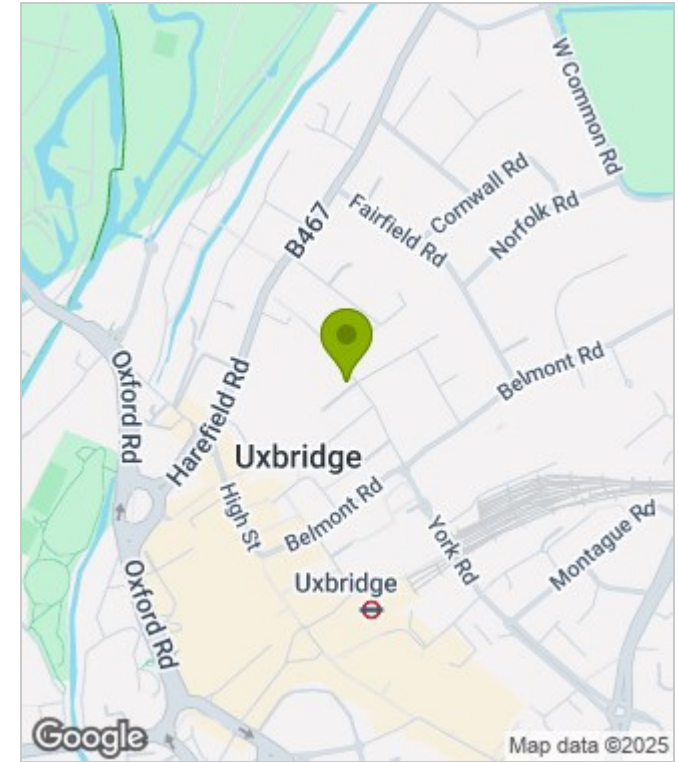 W Common Rd
Cornwall Rd
Norfolk Rd
Fairfield Rd
B467
Belmont Rd
Oxford Rd
Harefield Rd
Uxbridge
High St
Belmont Rd
York Rd
Montague Rd
Uxbridge
Oxford Rd
Google
Map data ©2025